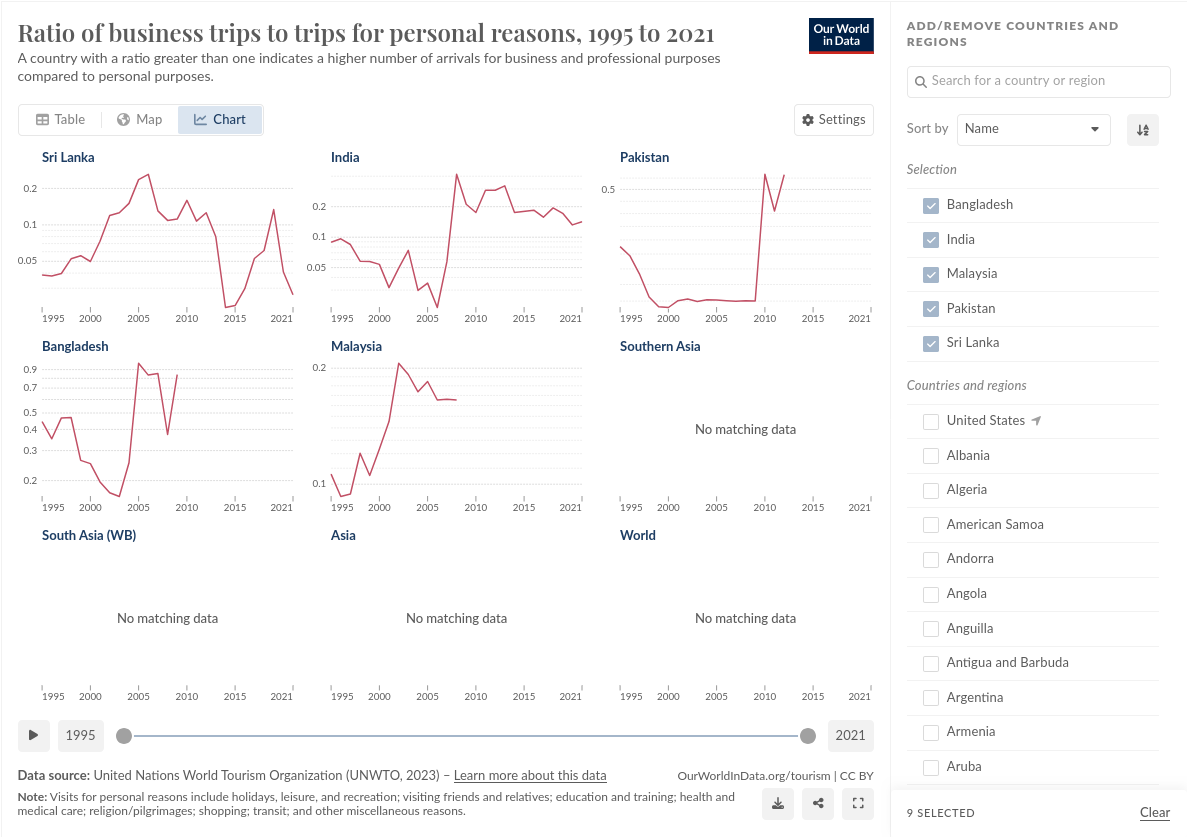 Ratio of business trips to trips for personal reasons, 1995 to 2021
A country with a ratio greater than one indicates a higher number of arrivals for business and professional purposes
compared to personal purposes.
Our World
in Data
Table
Map
Chart
Settings
Sri Lanka
0.2
0.1
0.05
1995 2000 2005 2010 2015 2021
India
0.2
0.1
0.05
1995 2000 2005 2010 2015 2021
Pakistan
0.5
1995 2000 2005 2010 2015 2021
Bangladesh
0.9
0.7
0.5
0.4
0.3
0.2
1995 2000 2005 2010 2015 2021
Malaysia
0.2
0.1
1995 2000 2005 2010 2015 2021
Southern Asia
No matching data
1995 2000 2005 2010 2015 2021
South Asia (WB)
No matching data
1995 2000 2005 2010 2015 2021
Asia
No matching data
1995 2000 2005 2010 2015 2021
World
No matching data
1995 2000 2005 2010 2015 2021
1995
2021
Data source: United Nations World Tourism Organization (UNWTO, 2023) – Learn more about this data
OurWorldInData.org/tourism | CC BY
Note: Visits for personal reasons include holidays, leisure, and recreation; visiting friends and relatives; education and training; health and
medical care; religion/pilgrimages; shopping; transit; and other miscellaneous reasons.
ADD/REMOVE COUNTRIES AND
REGIONS
Search for a country or region
Sort by
Name
Selection
Bangladesh
India
Malaysia
Pakistan
Sri Lanka
Countries and regions
United States
Albania
Algeria
American Samoa
Andorra
Angola
Anguilla
Antigua and Barbuda
Argentina
Armenia
Aruba
9 SELECTED
Clear